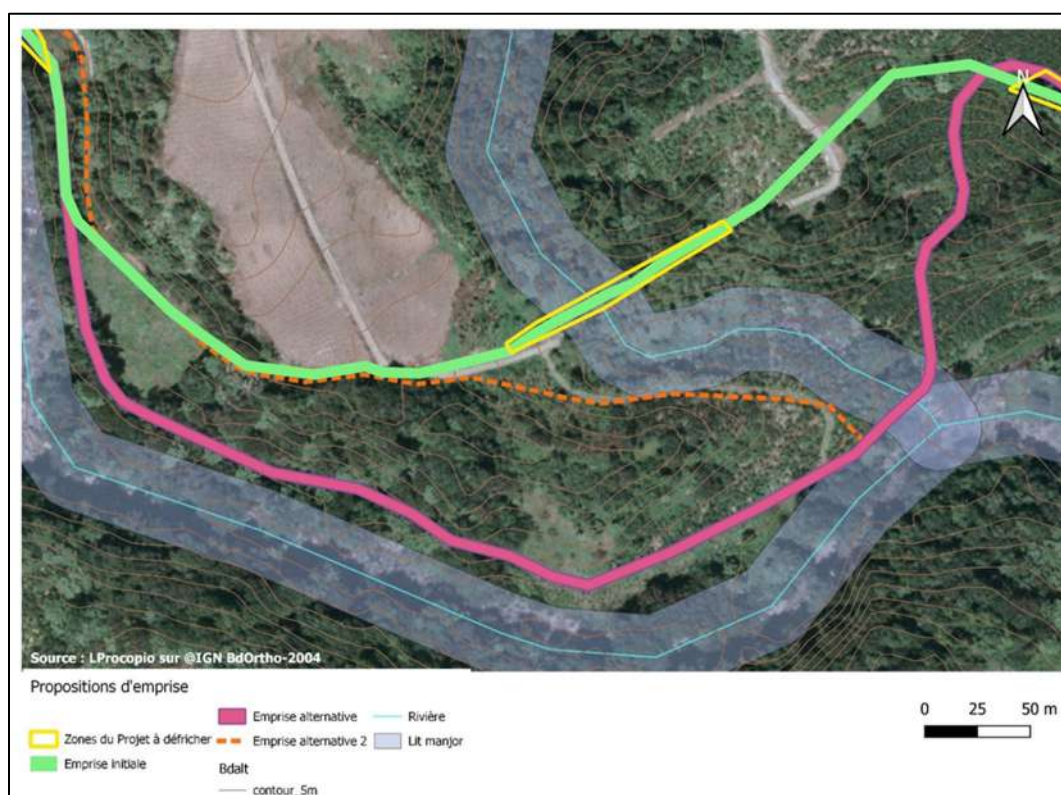 N
Source : LProcopio sur @IGN BdOrtho-2004
Propositions d'emprise
Zones du Projet à défricher
Emprise initiale
Emprise alternative
Emprise alternative 2
Bdalt
contour_5m
Rivière
Lit manjor
0 25 50 m